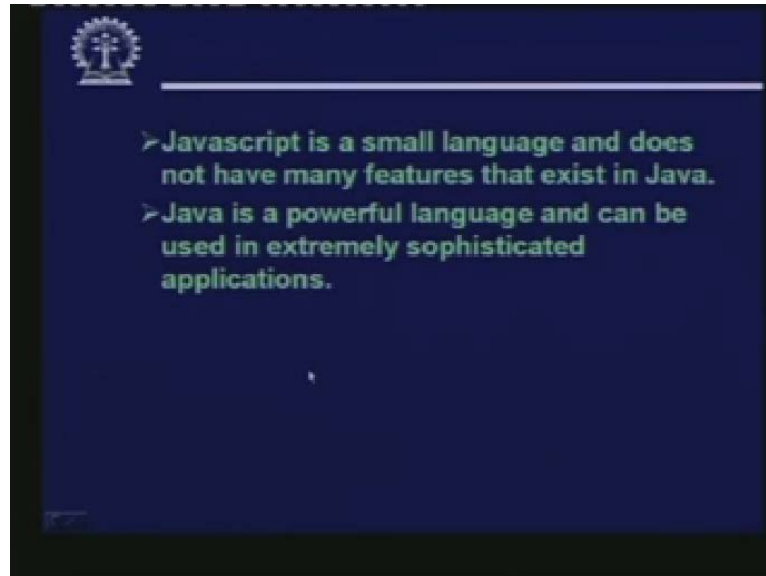 Javascript is a small language and does
not have many features that exist in Java.
Java is a powerful language and can be
used in extremely sophisticated
applications.